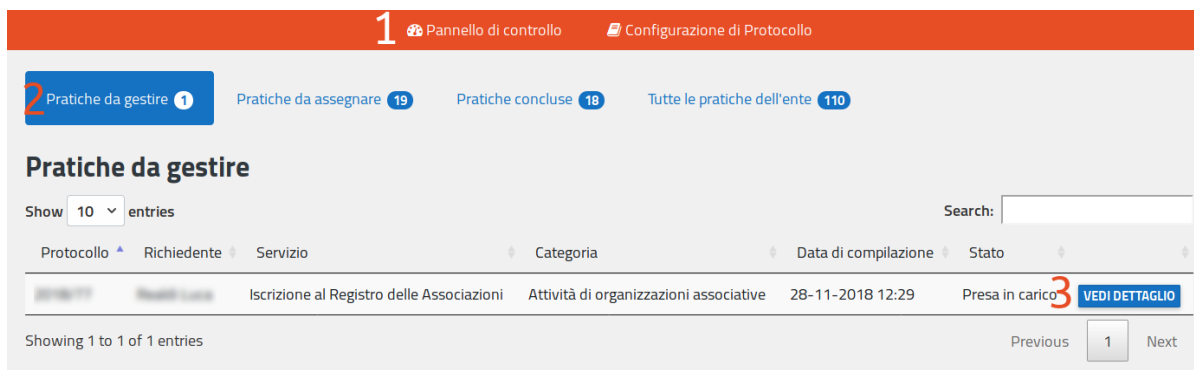 1 Pannello di controllo Configurazione di Protocollo
2 Pratiche da gestire 1 Pratiche da assegnare 19 Pratiche concluse 18 Tutte le pratiche dell'ente 110
Pratiche da gestire
Show 10 entries Search:
Protocollo Richiedente Servizio Categoria Data di compilazione Stato
Iscrizione al Registro delle Associazioni Attività di organizzazioni associative 28-11-2018 12:29 Presa in carico 3 VEDI DETTAGLIO
Showing 1 to 1 of 1 entries Previous 1 Next